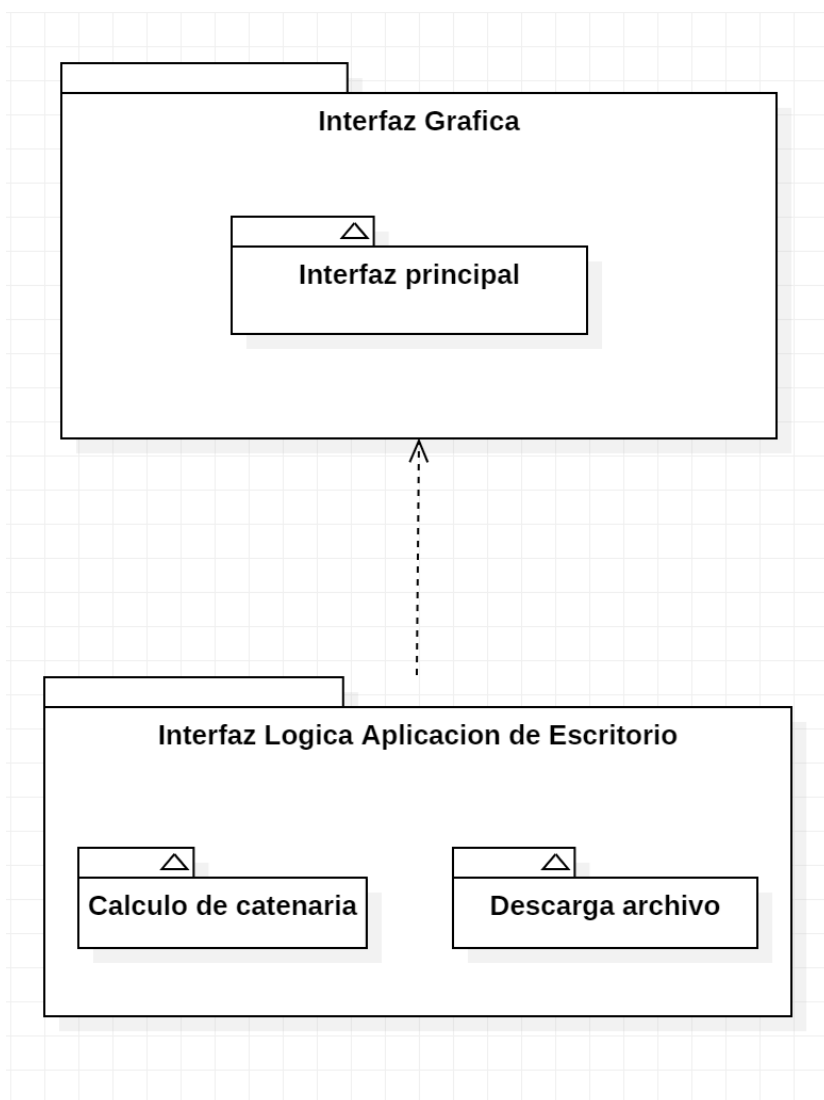 Interfaz Grafica
Interfaz principal
Interfaz Logica Aplicacion de Escritorio
Calculo de catenaria
Descarga archivo